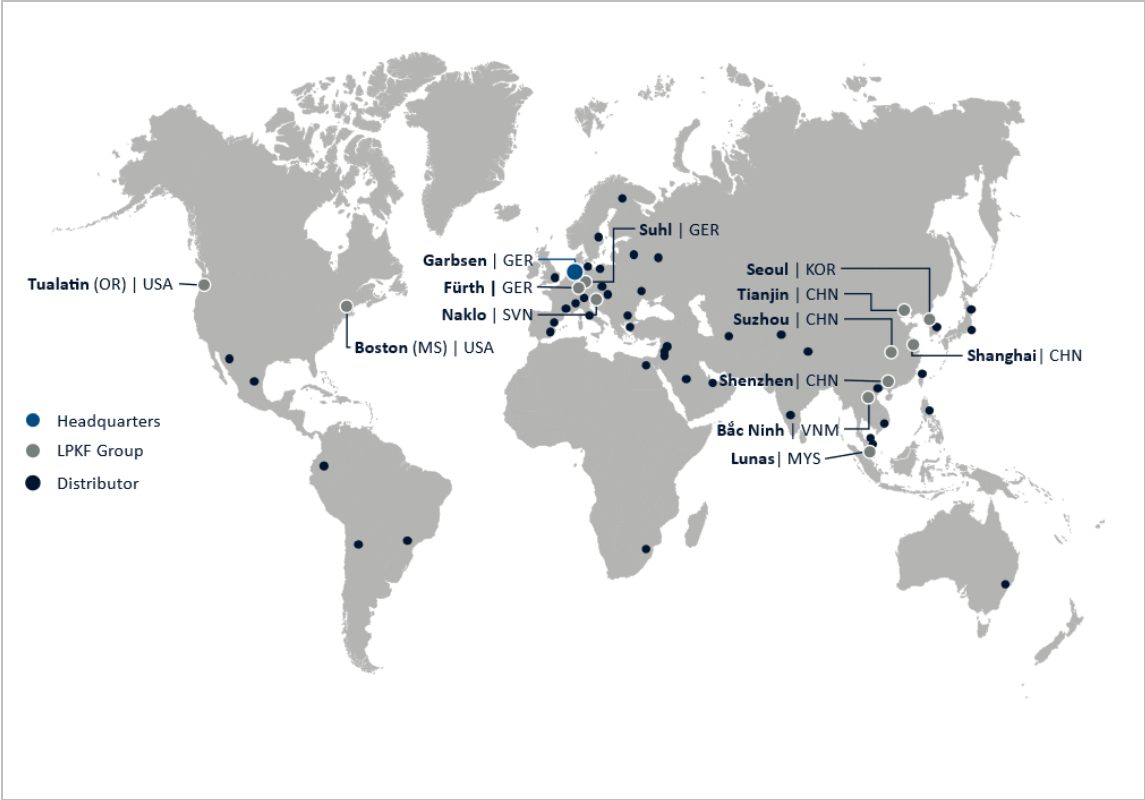 Suhl | GER
Garbsen | GER
Seoul | KOR
Tualatin (OR) | USA
Fürth | GER
Tianjin | CHN
Naklo | SVN
Suzhou | CHN
Boston (MS) | USA
Shanghai| CHN
Shenzhen| CHN
Headquarters
Bắc Ninh | VNM
LPKF Group
Lunas| MYS
Distributor